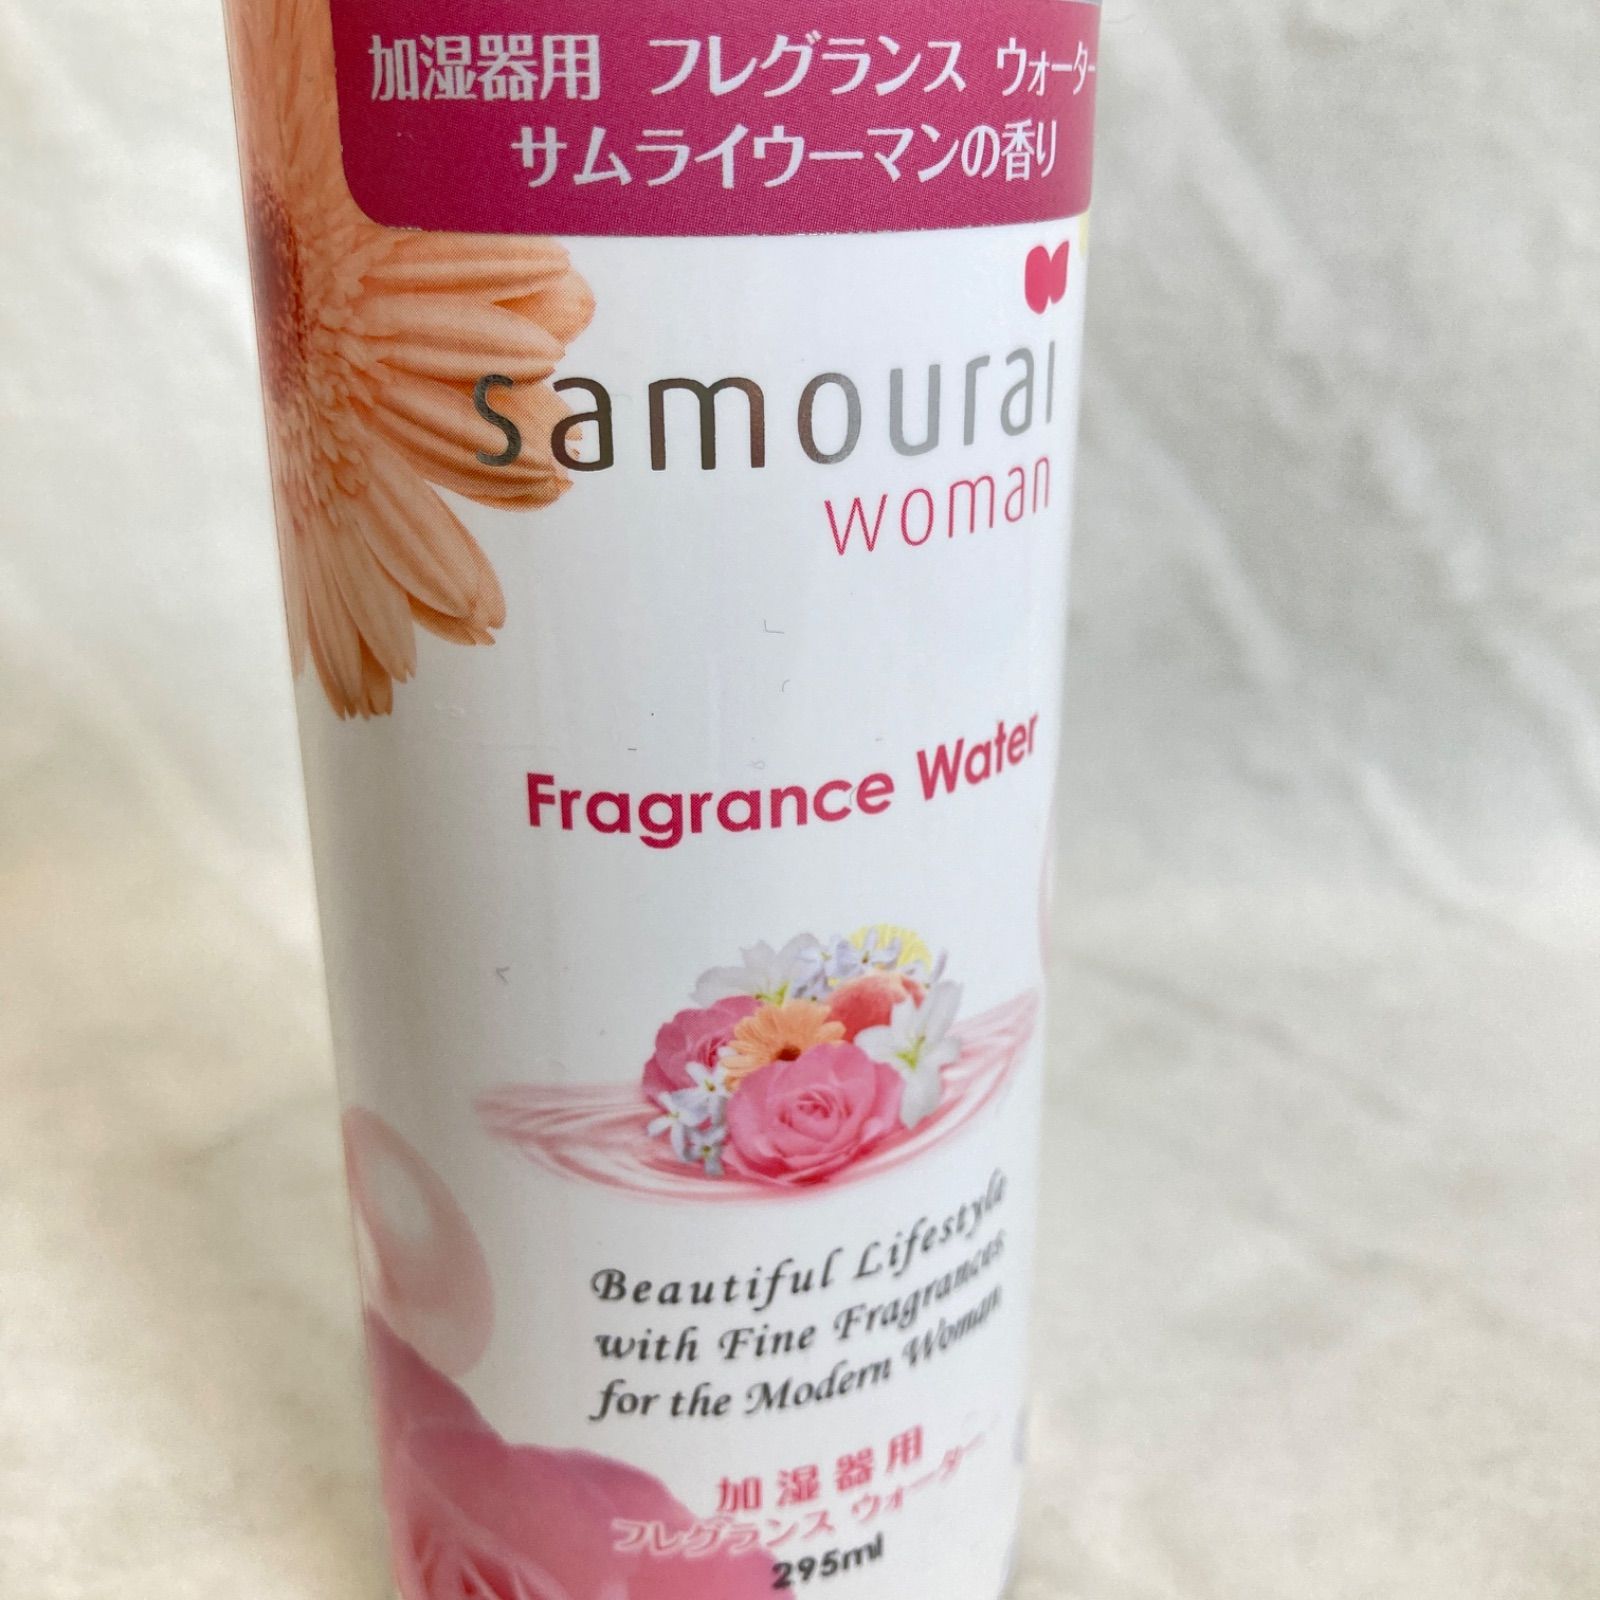 加湿器用 フレグランス ウォーター
サムライウーマンの香り
samourai
woman
Fragrance Water
Beautiful Lifestyle
with Fine Fragrances
for the Modern Woman
加湿器用
フレグランス ウォーター
295ml